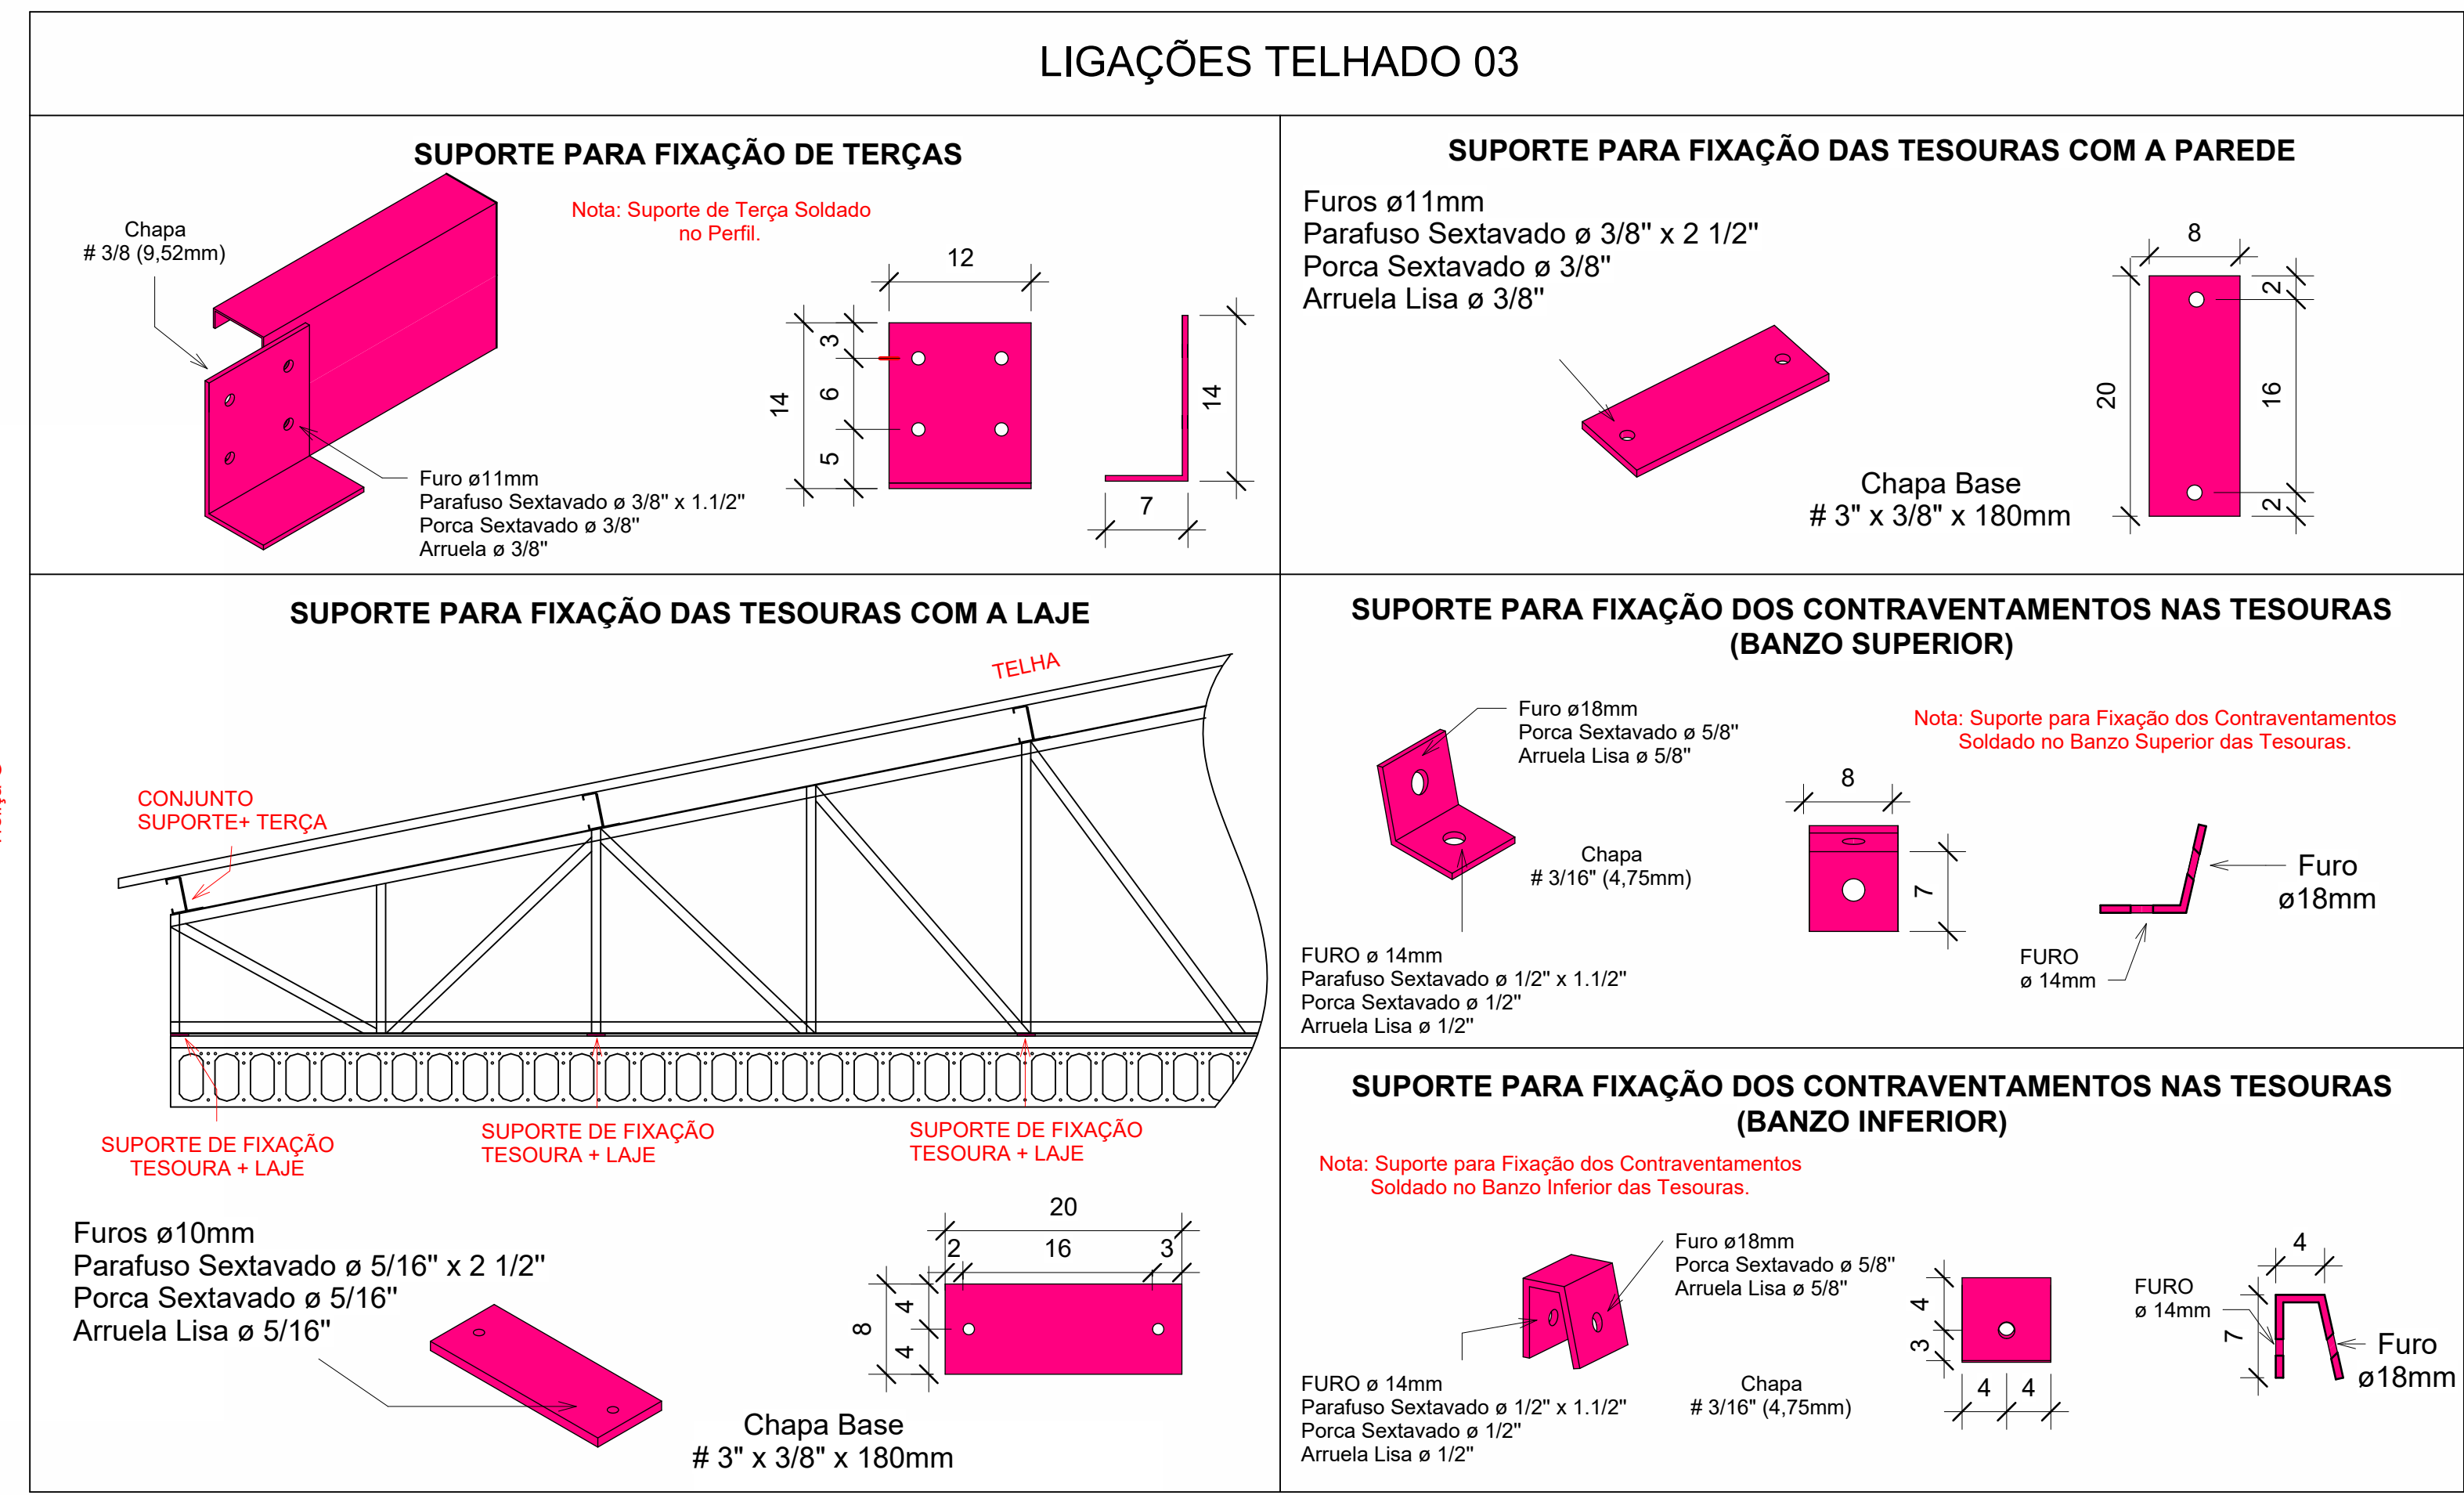 LIGAÇÕES TELHADO 03
SUPORTE PARA FIXAÇÃO DE TERÇAS
Nota: Suporte de Terça Soldado
no Perfil.
Chapa
# 3/8 (9,52mm)
Furo ø11mm
Parafuso Sextavado ø 3/8" x 1.1/2"
Porca Sextavado ø 3/8"
Arruela ø 3/8"
12
14
3
6
5
14
7
SUPORTE PARA FIXAÇÃO DAS TESOURAS COM A PAREDE
Furos ø11mm
Parafuso Sextavado ø 3/8" x 2 1/2"
Porca Sextavado ø 3/8"
Arruela Lisa ø 3/8"
Chapa Base
# 3" x 3/8" x 180mm
8
20
2
16
2
SUPORTE PARA FIXAÇÃO DAS TESOURAS COM A LAJE
TELHA
CONJUNTO
SUPORTE+ TERÇA
SUPORTE DE FIXAÇÃO
TESOURA + LAJE
SUPORTE DE FIXAÇÃO
TESOURA + LAJE
SUPORTE DE FIXAÇÃO
TESOURA + LAJE
Furos ø10mm
Parafuso Sextavado ø 5/16" x 2 1/2"
Porca Sextavado ø 5/16"
Arruela Lisa ø 5/16"
Chapa Base
# 3" x 3/8" x 180mm
20
2 16 3
8
4
4
SUPORTE PARA FIXAÇÃO DOS CONTRAVENTAMENTOS NAS TESOURAS
(BANZO SUPERIOR)
Furo ø18mm
Porca Sextavado ø 5/8"
Arruela Lisa ø 5/8"
Nota: Suporte para Fixação dos Contraventamentos
Soldado no Banzo Superior das Tesouras.
Chapa
# 3/16" (4,75mm)
FURO ø 14mm
Parafuso Sextavado ø 1/2" x 1.1/2"
Porca Sextavado ø 1/2"
Arruela Lisa ø 1/2"
8
7
Furo
ø18mm
FURO
ø 14mm
SUPORTE PARA FIXAÇÃO DOS CONTRAVENTAMENTOS NAS TESOURAS
(BANZO INFERIOR)
Nota: Suporte para Fixação dos Contraventamentos
Soldado no Banzo Inferior das Tesouras.
Furo ø18mm
Porca Sextavado ø 5/8"
Arruela Lisa ø 5/8"
FURO ø 14mm
Parafuso Sextavado ø 1/2" x 1.1/2"
Porca Sextavado ø 1/2"
Arruela Lisa ø 1/2"
Chapa
# 3/16" (4,75mm)
4
3
4 4
4
FURO
ø 14mm
7
Furo
ø18mm